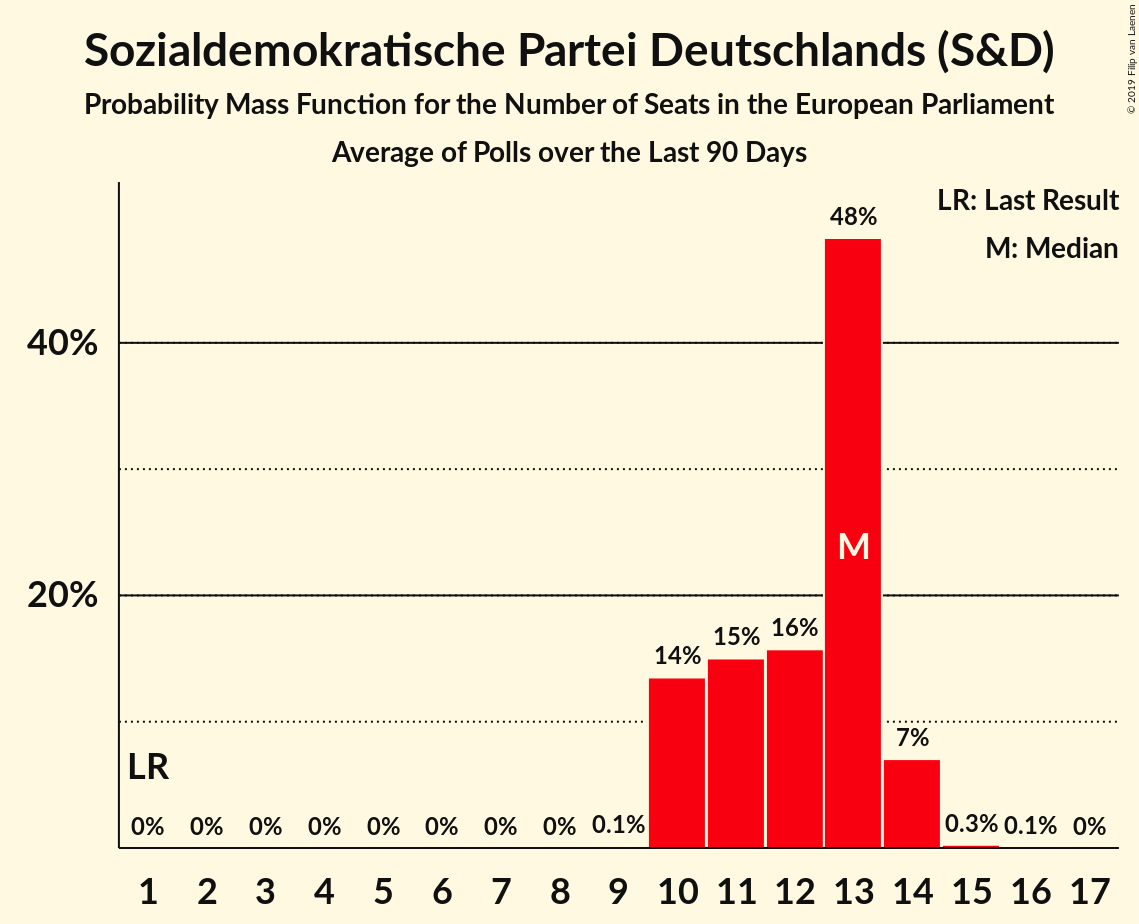 Sozialdemokratische Partei Deutschlands (S&D)
Probability Mass Function for the Number of Seats in the European Parliament
Average of Polls over the Last 90 Days
© 2019 Filip van Laenen
LR: Last Result
M: Median
48%
40%
M
20%
16%
15%
14%
7%
LR
0% 0% 0% 0% 0% 0% 0% 0% 0.1% 0.3% 0.1% 0%
1 2 3 4 5 6 7 8 9 10 11 12 13 14 15 16 17